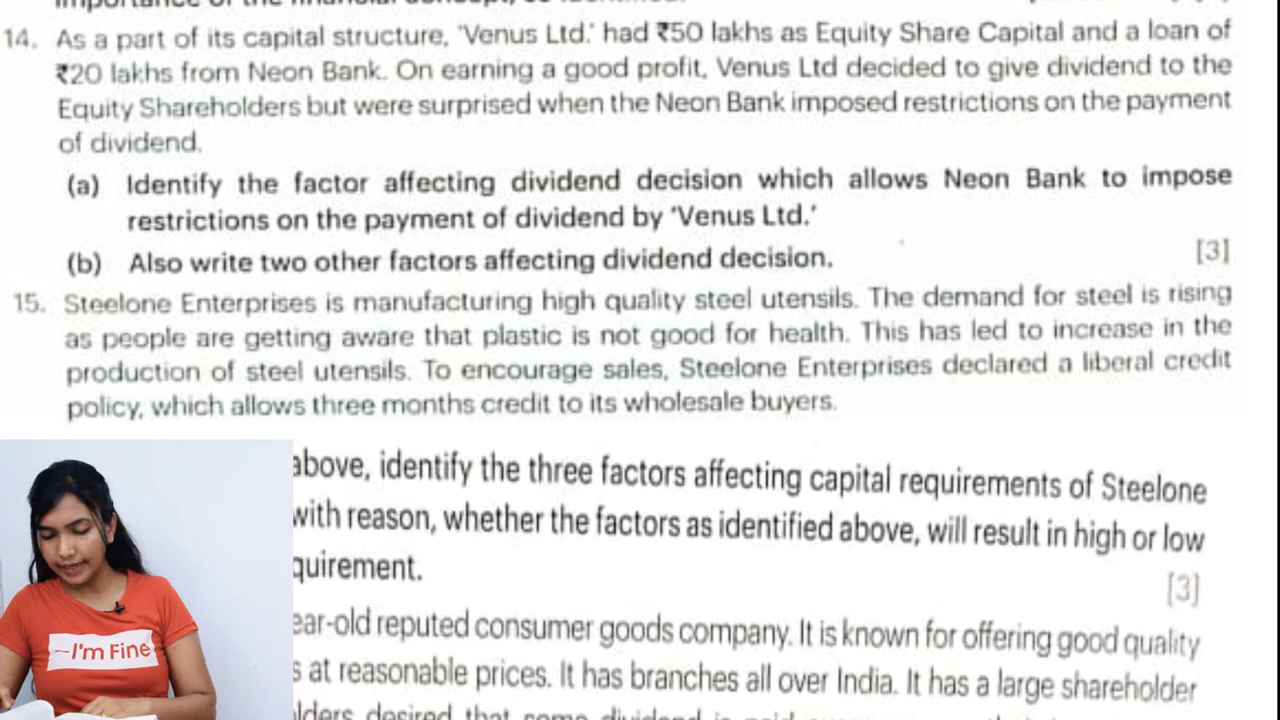 14. As a part of its capital structure, 'Venus Ltd.' had ₹50 lakhs as Equity Share Capital and a loan of
₹20 lakhs from Neon Bank. On earning a good profit, Venus Ltd decided to give dividend to the
Equity Shareholders but were surprised when the Neon Bank imposed restrictions on the payment
of dividend.
(a) Identify the factor affecting dividend decision which allows Neon Bank to impose
restrictions on the payment of dividend by 'Venus Ltd.'
(b) Also write two other factors affecting dividend decision. [3]
15. Steelone Enterprises is manufacturing high quality steel utensils. The demand for steel is rising
as people are getting aware that plastic is not good for health. This has led to increase in the
production of steel utensils. To encourage sales, Steelone Enterprises declared a liberal credit
policy, which allows three months credit to its wholesale buyers.
above, identify the three factors affecting capital requirements of Steelone
with reason, whether the factors as identified above, will result in high or low
quirement.
[3]
ear-old reputed consumer goods company. It is known for offering good quality
s at reasonable prices. It has branches all over India. It has a large shareholder
—I'm Fine